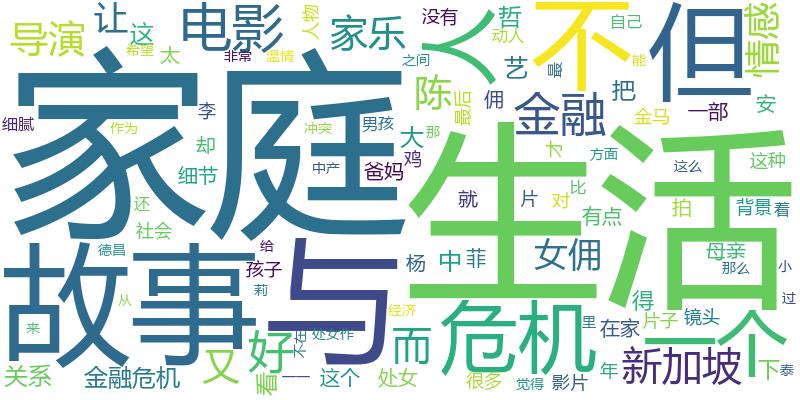 导演
让
这
希望
太
电影
非常
温情
人物
家乐
没有
人
之间
哲
动人
艺
最
不
自己
能
但
情感
细腻
作为
李
却
细节
家庭
冲突
男孩
中产
爸妈
那
大
鸡
陈
最后
佣
金融
才
把
方面
金马
一部
安
这么
这种
还
社会
德昌
从
来
故事
给
孩子
莉
与
杨
中
菲
就
生活
片
对
比
有点
女佣
拍
背景
着
母亲
那么
小
过
关系
金融危机
又
好
看
不在
一一
处女作
这个
经济
而
处女
危机
很多
觉得
影片
里
年
在家
得
片子
镜头
新加坡
一个
下
泰